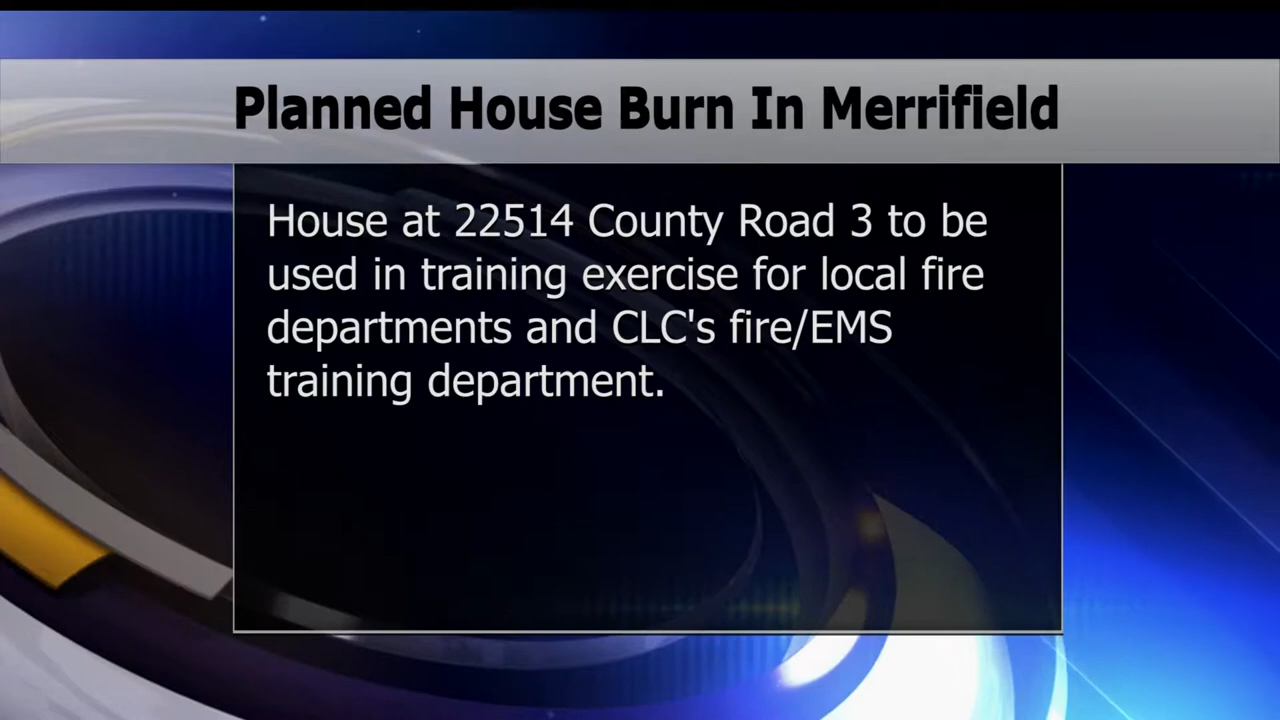 Planned House Burn In Merrifield
House at 22514 County Road 3 to be
used in training exercise for local fire
departments and CLC's fire/EMS
training department.